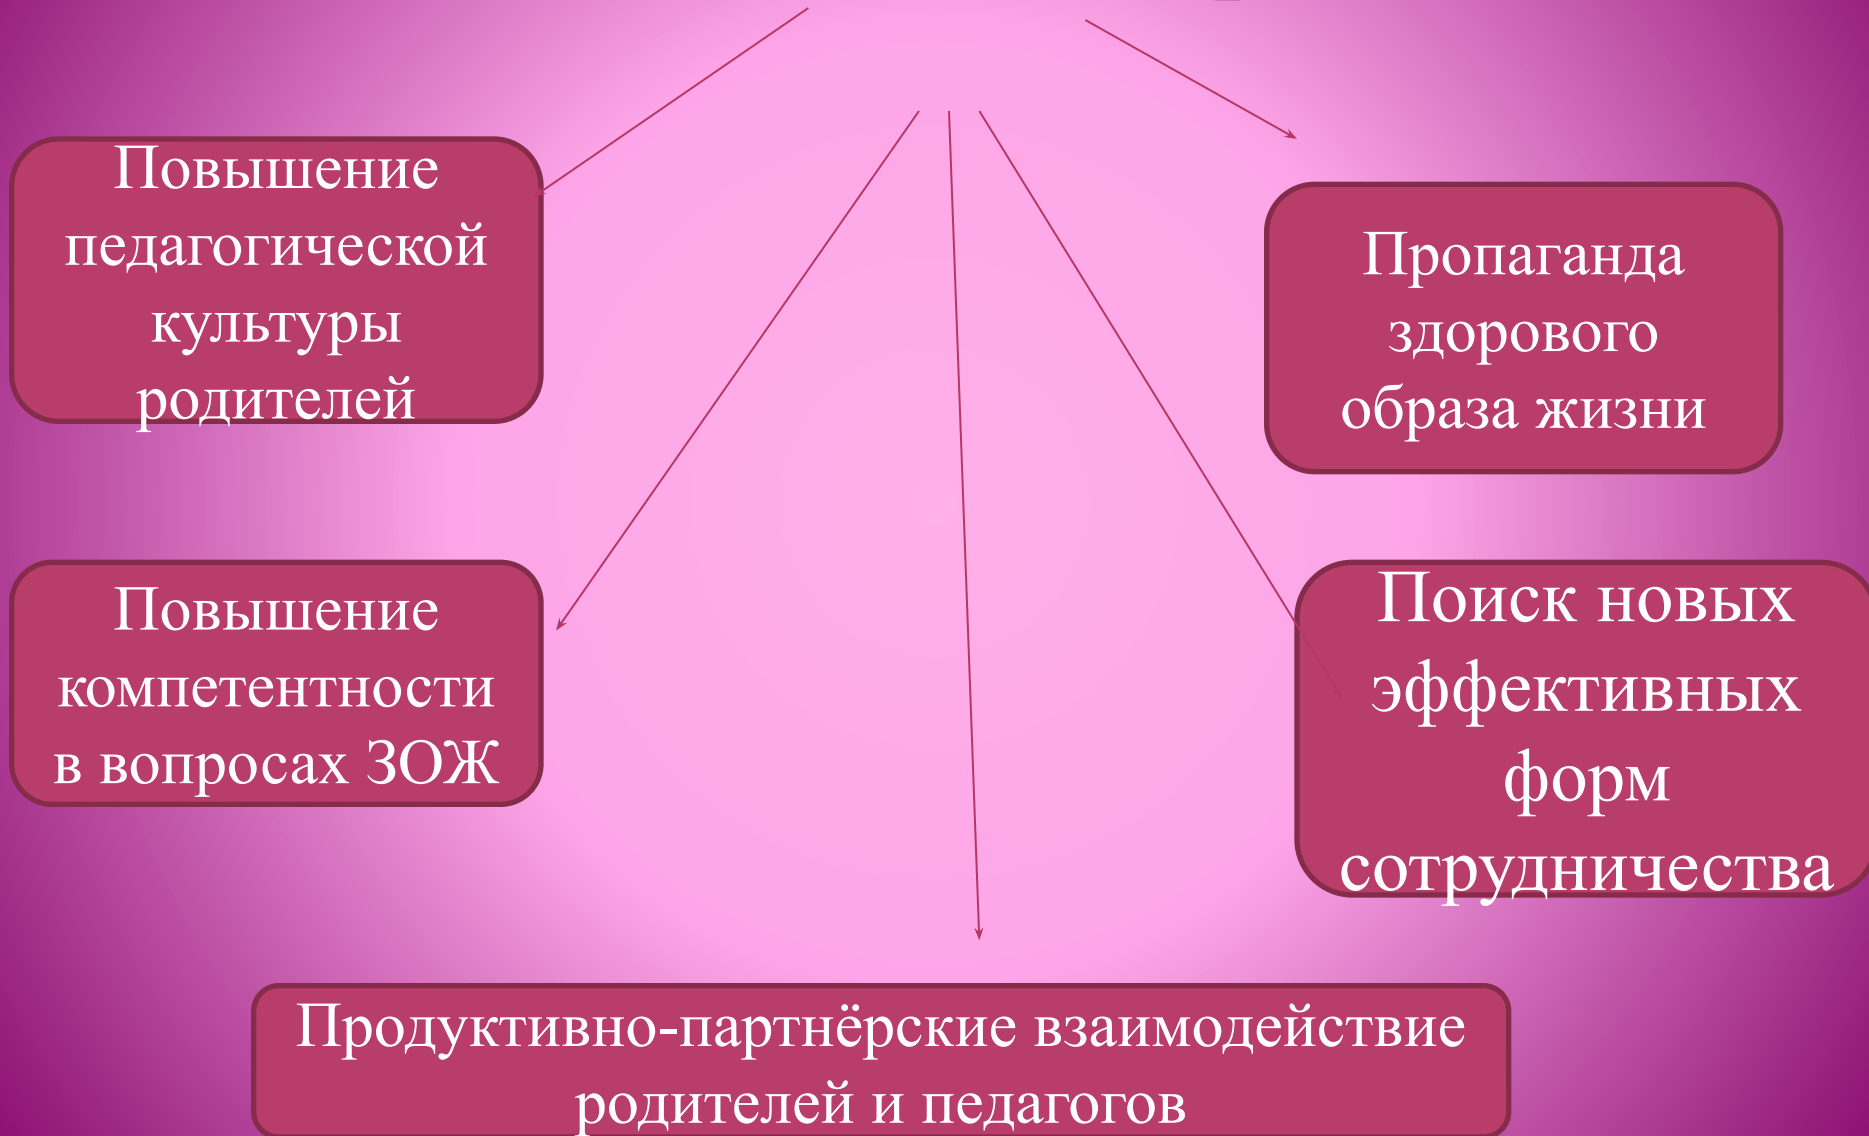 Повышение
педагогической
культуры
родителей
Пропаганда
здорового
образа жизни
Повышение
компетентности
в вопросах ЗОЖ
Поиск новых
эффективных
форм
сотрудничества
Продуктивно-партнёрские взаимодействие
родителей и педагогов